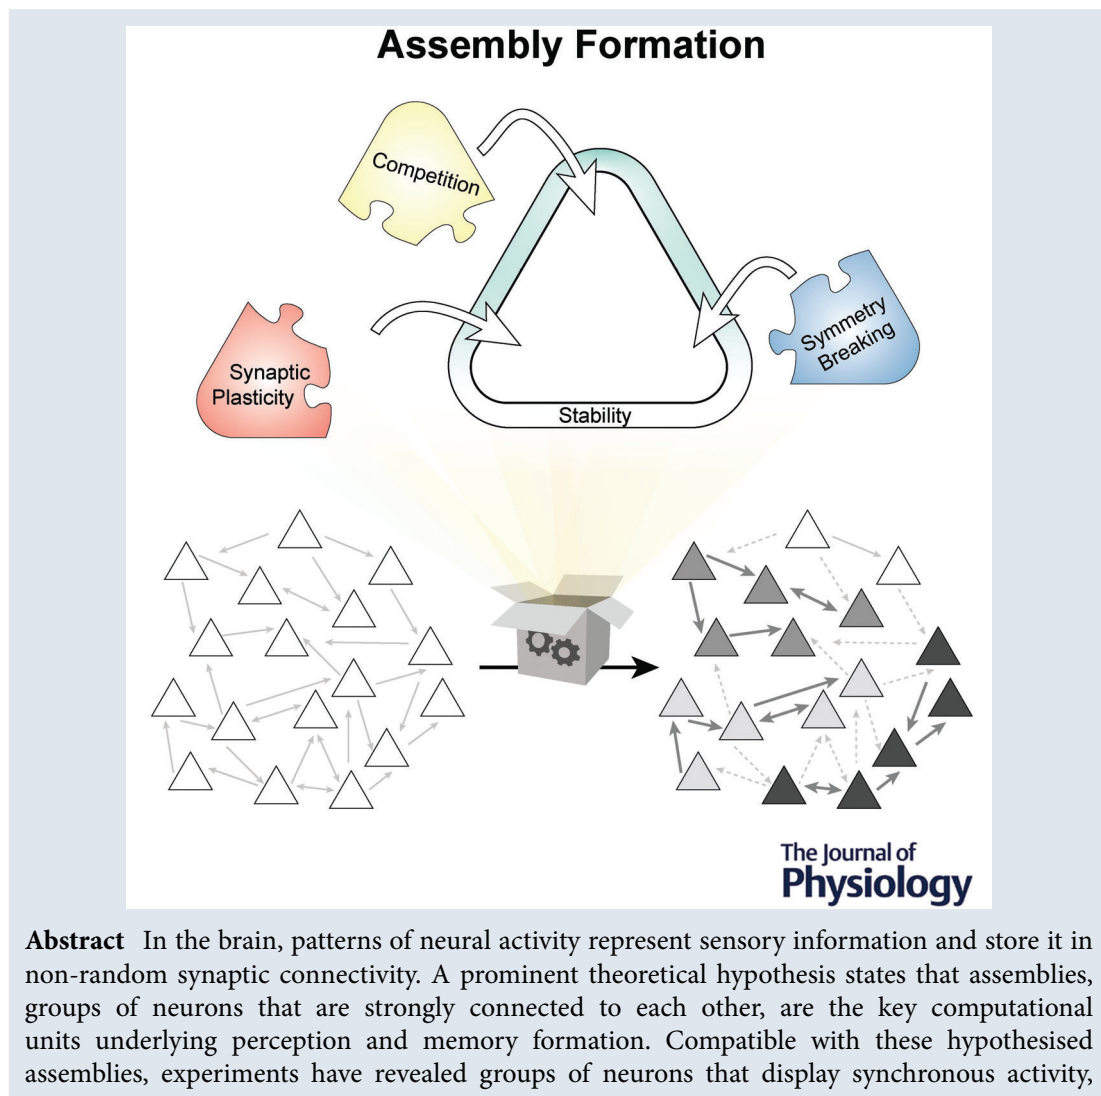 Assembly Formation
Competition
Symmetry
Breaking
Synaptic
Plasticity
Stability
The Journal of
Physiology
Abstract In the brain, patterns of neural activity represent sensory information and store it in
non-random synaptic connectivity. A prominent theoretical hypothesis states that assemblies,
groups of neurons that are strongly connected to each other, are the key computational
units underlying perception and memory formation. Compatible with these hypothesised
assemblies, experiments have revealed groups of neurons that display synchronous activity,